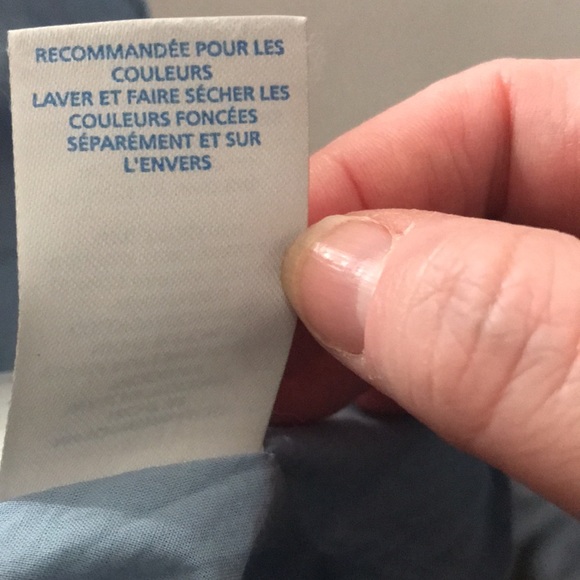 RECOMMANDÉE POUR LES
COULEURS
LAVER ET FAIRE SÉCHER LES
COULEURS FONCÉES
SÉPARÉMENT ET SUR
L'ENVERS